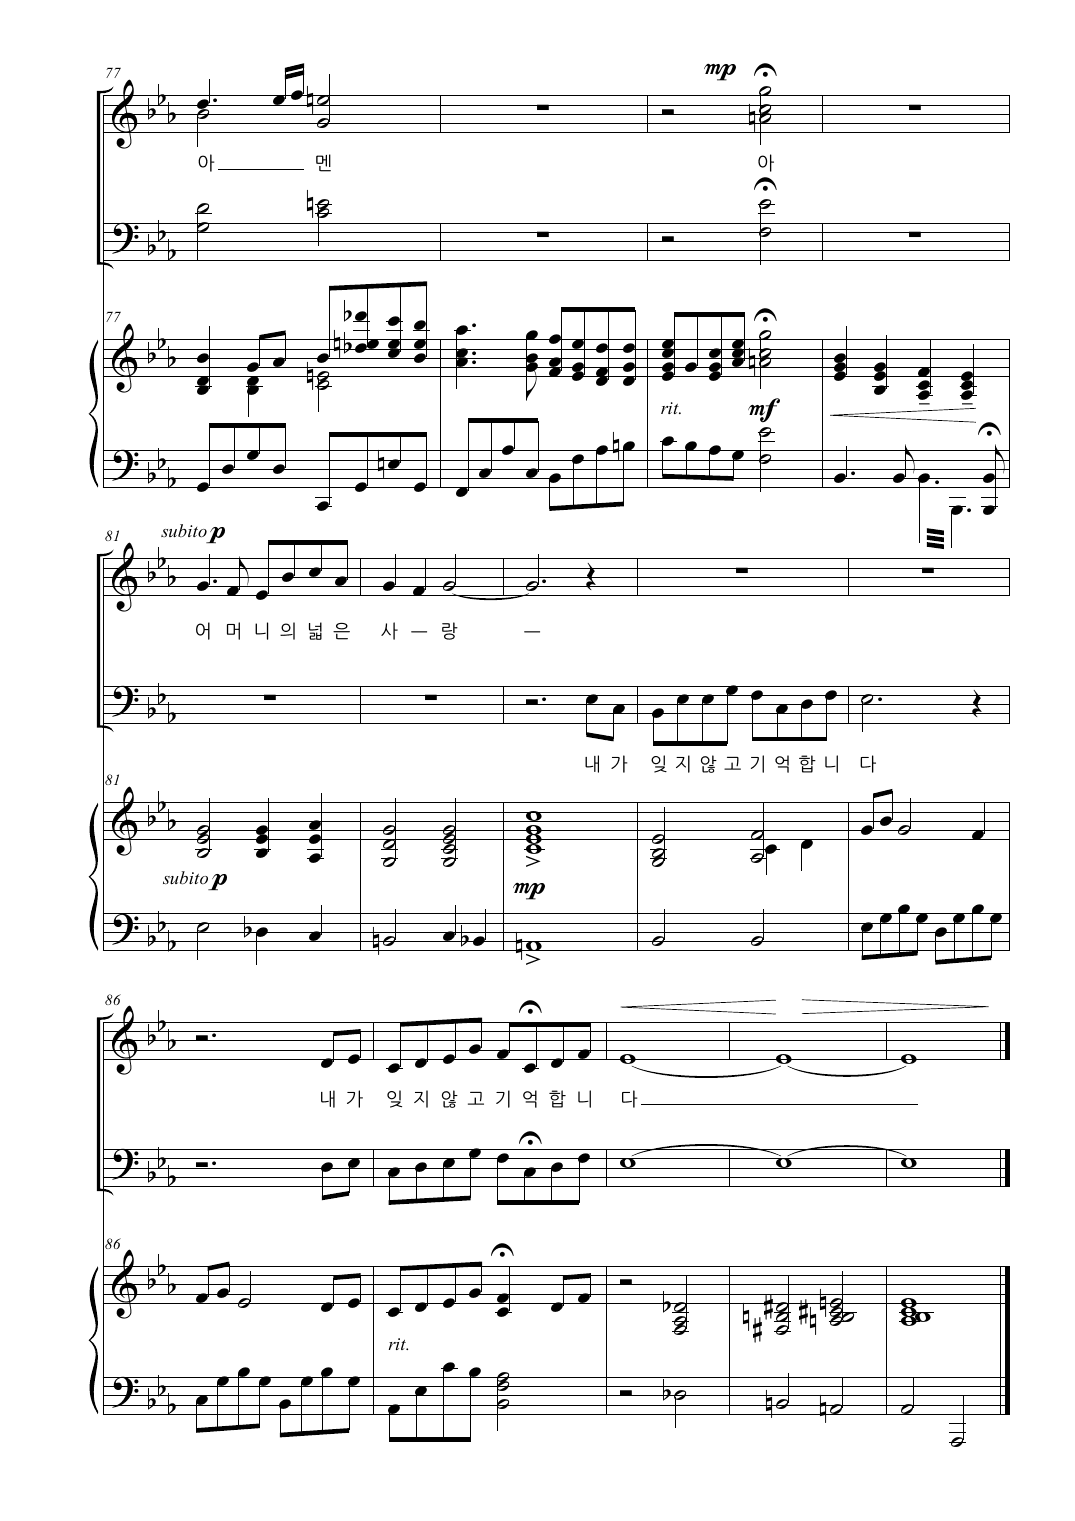 77
mp
아 멘 아
77
rit. mf
81
subito p
어 머 니 의 넓 은 사 — 랑 —
내 가 잊 지 않 고 기 억 합 니 다
81
subito p
mp
86
내 가 잊 지 않 고 기 억 합 니 다
86
rit.